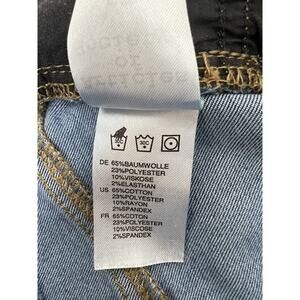 30C
DE 65%BAUMWOLLE
23%POLYESTER
10%VISKOSE
2%ELASTHAN
US 65%COTTON
23%POLYESTER
10%RAYON
2%SPANDEX
FR 65%COTON
23%POLYESTER
10%VISCOSE
2%SPANDEX